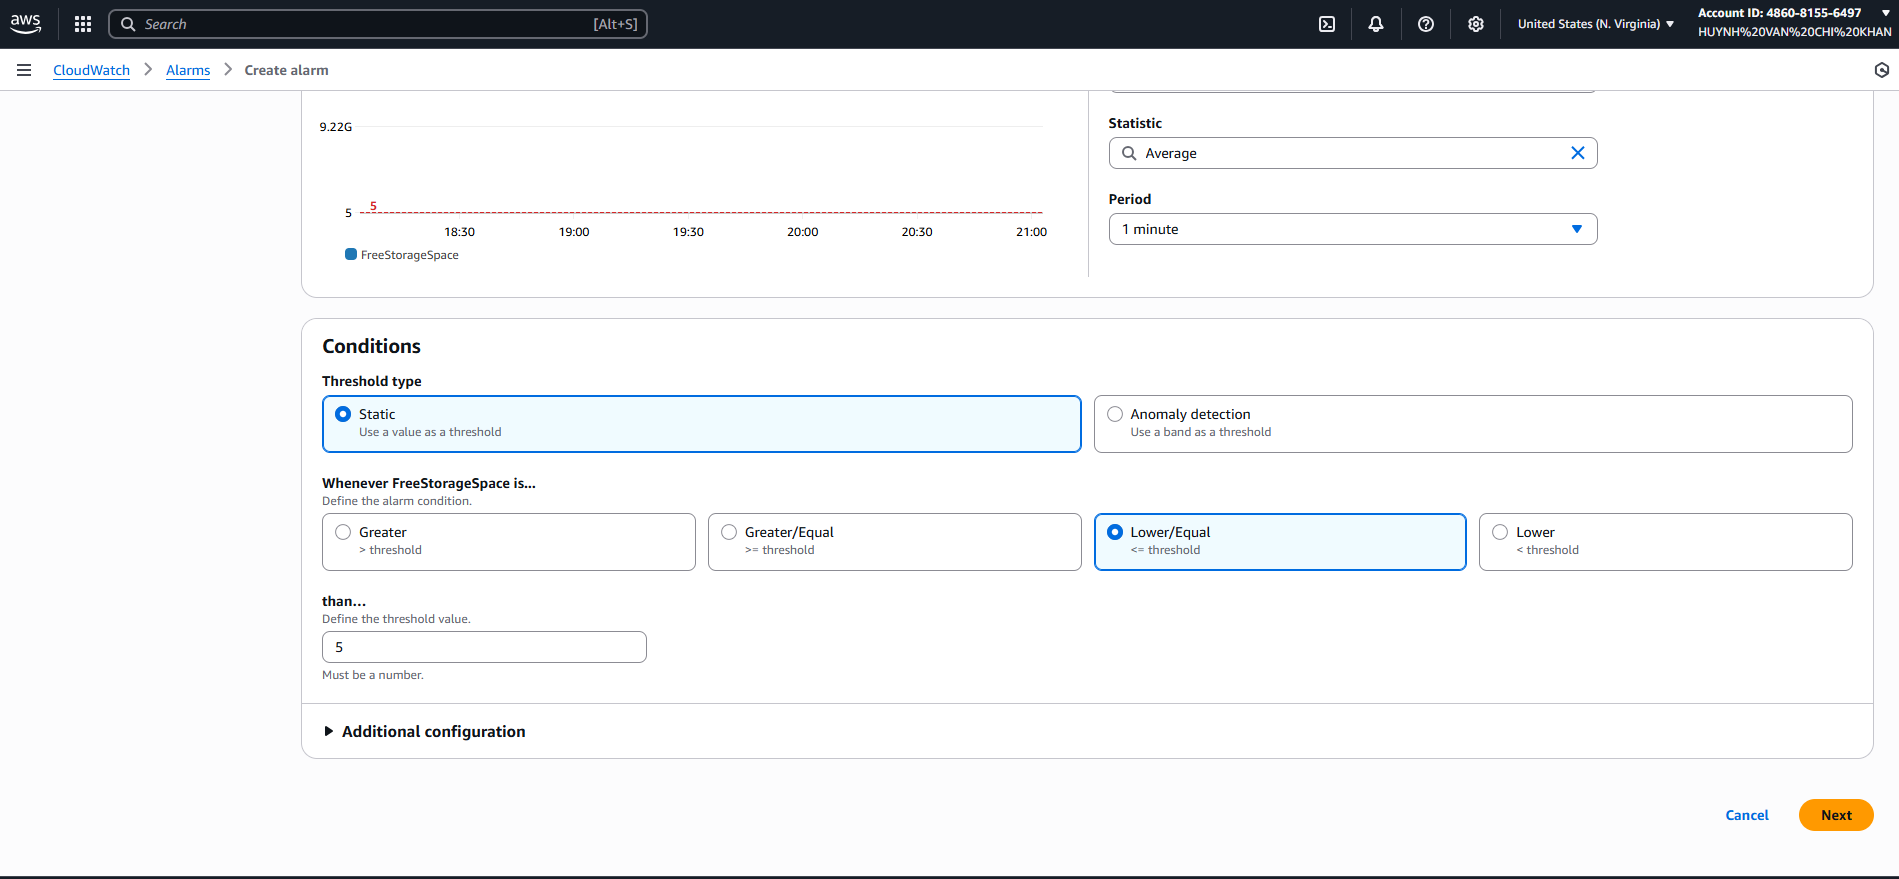 aws
Search [Alt+S]
United States (N. Virginia)
Account ID: 4860-8155-6497
HUYNH%20VAN%20CHI%20KHAN
CloudWatch > Alarms > Create alarm
9.22G
5
5
18:30 19:00 19:30 20:00 20:30 21:00
FreeStorageSpace
Statistic
Average
Period
1 minute
Conditions
Threshold type
Static
Use a value as a threshold
Anomaly detection
Use a band as a threshold
Whenever FreeStorageSpace is...
Define the alarm condition.
Greater
> threshold
Greater/Equal
>= threshold
Lower/Equal
<= threshold
Lower
< threshold
than...
Define the threshold value.
5
Must be a number.
Additional configuration
Cancel
Next